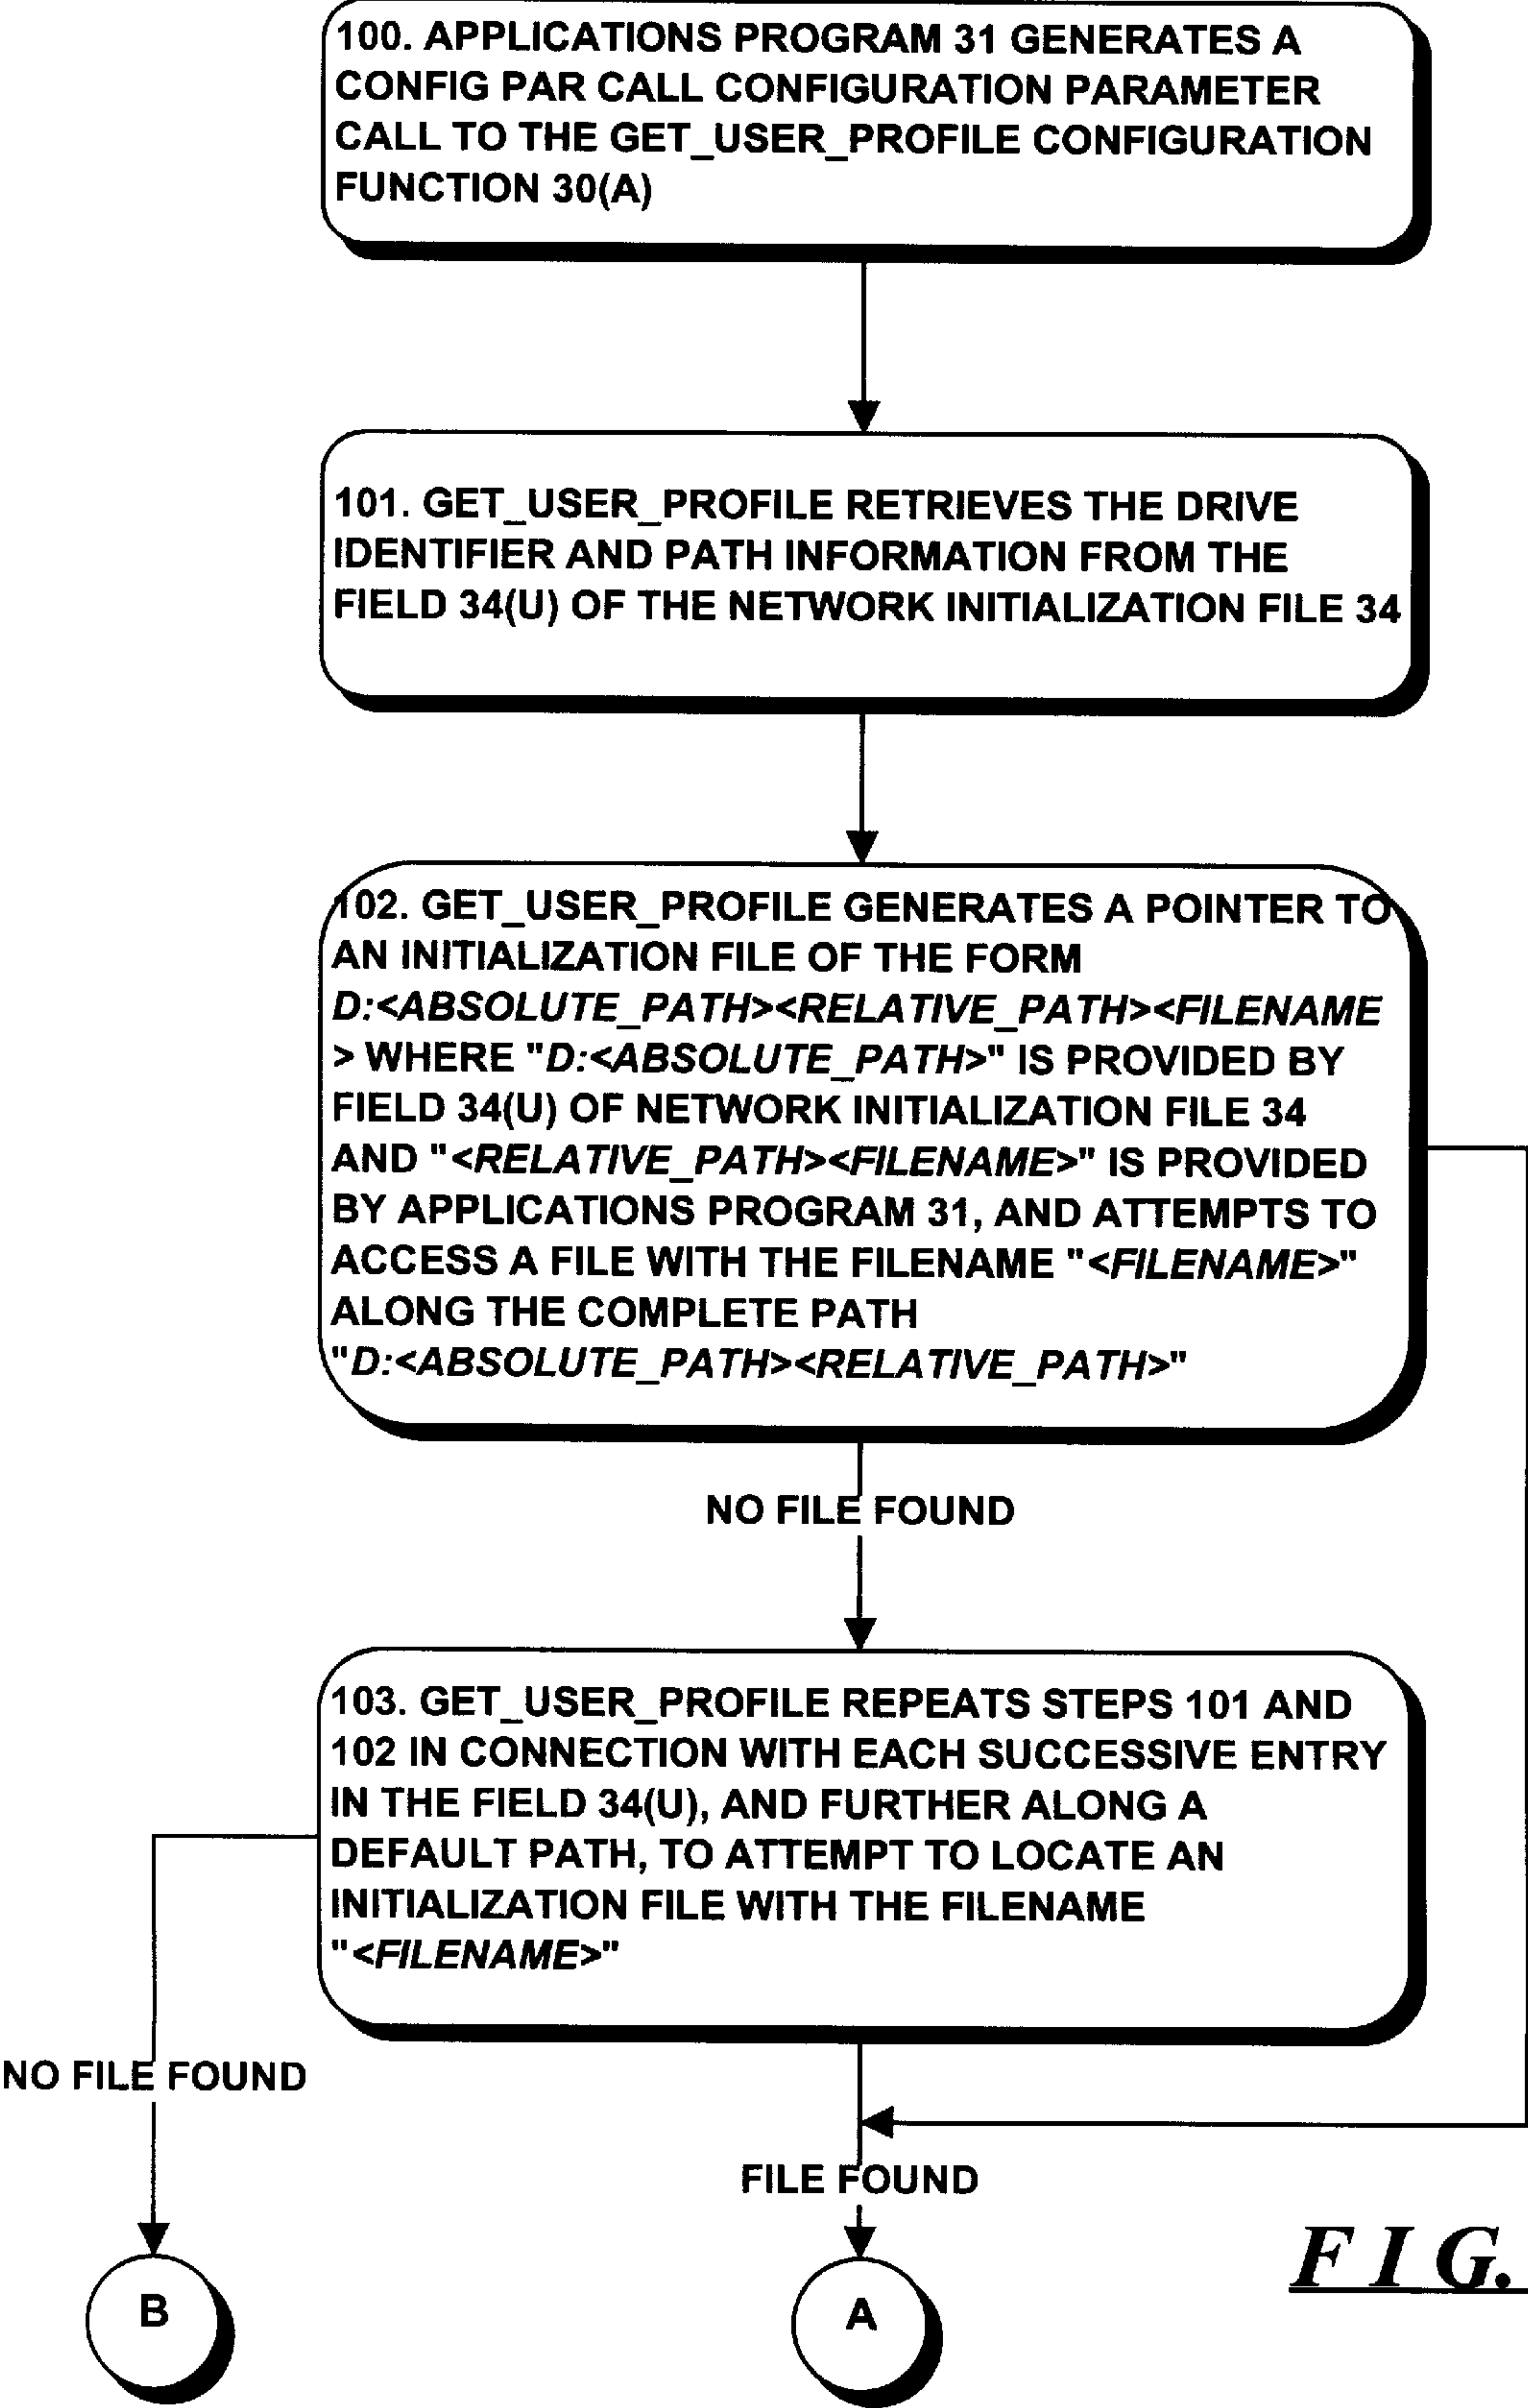 100. APPLICATIONS PROGRAM 31 GENERATES A
CONFIG PAR CALL CONFIGURATION PARAMETER
CALL TO THE GET_USER_PROFILE CONFIGURATION
FUNCTION 30(A)
101. GET_USER_PROFILE RETRIEVES THE DRIVE
IDENTIFIER AND PATH INFORMATION FROM THE
FIELD 34(U) OF THE NETWORK INITIALIZATION FILE 34
102. GET_USER_PROFILE GENERATES A POINTER TO
AN INITIALIZATION FILE OF THE FORM
D:<ABSOLUTE_PATH><RELATIVE_PATH><FILENAME
> WHERE "D:<ABSOLUTE_PATH>" IS PROVIDED BY
FIELD 34(U) OF NETWORK INITIALIZATION FILE 34
AND "<RELATIVE_PATH><FILENAME>" IS PROVIDED
BY APPLICATIONS PROGRAM 31, AND ATTEMPTS TO
ACCESS A FILE WITH THE FILENAME "<FILENAME>"
ALONG THE COMPLETE PATH
"D:<ABSOLUTE_PATH><RELATIVE_PATH>"
NO FILE FOUND
103. GET_USER_PROFILE REPEATS STEPS 101 AND
102 IN CONNECTION WITH EACH SUCCESSIVE ENTRY
IN THE FIELD 34(U), AND FURTHER ALONG A
DEFAULT PATH, TO ATTEMPT TO LOCATE AN
INITIALIZATION FILE WITH THE FILENAME
"<FILENAME>"
NO FILE FOUND
FILE FOUND
B
A
FIG.